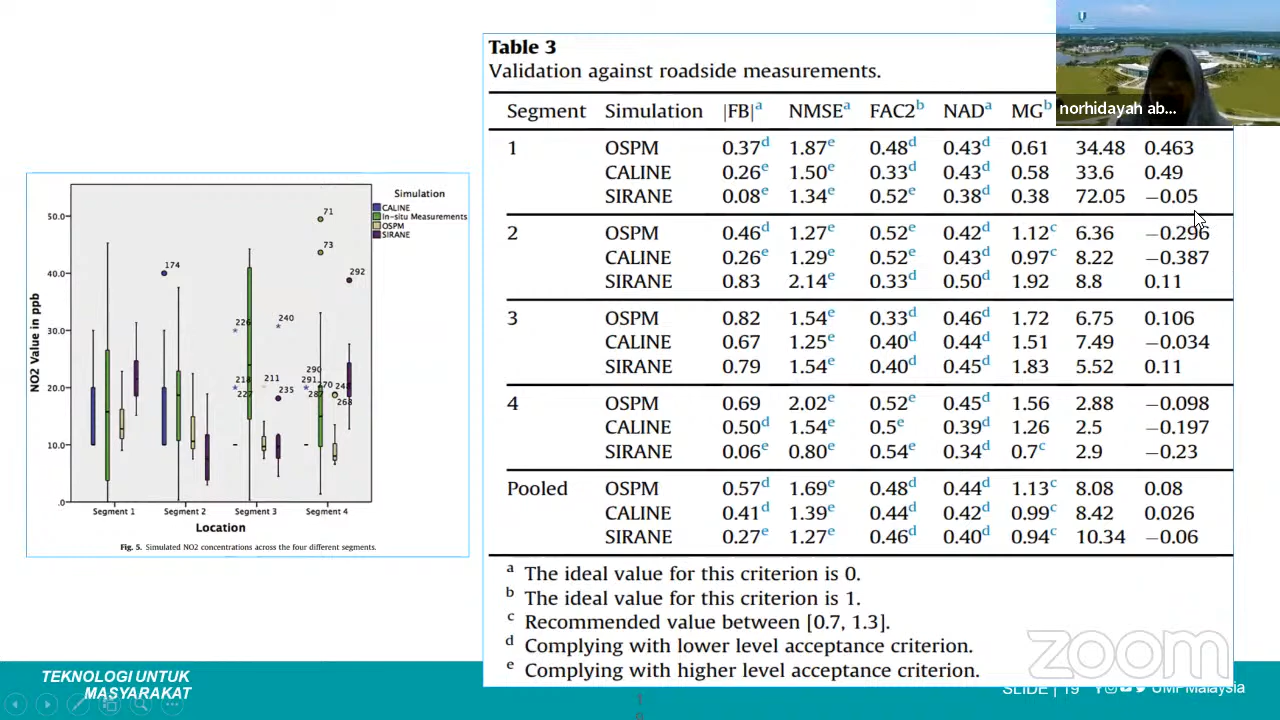 Table 3
Validation against roadside measurements.
Segment Simulation |FB|a NMSEa FAC2b NADa MGb
1 OSPM 0.37d 1.87e 0.48d 0.43d 0.61 34.48 0.463
CALINE 0.26e 1.50e 0.33d 0.43d 0.58 33.6 0.49
SIRANE 0.08e 1.34e 0.52e 0.38d 0.38 72.05 −0.05
2 OSPM 0.46d 1.27e 0.52e 0.42d 1.12c 6.36 −0.296
CALINE 0.26e 1.29e 0.52e 0.43d 0.97c 8.22 −0.387
SIRANE 0.83 2.14e 0.33d 0.50d 1.92 8.8 0.11
3 OSPM 0.82 1.54e 0.33d 0.46d 1.72 6.75 0.106
CALINE 0.67 1.25e 0.40d 0.44d 1.51 7.49 −0.034
SIRANE 0.79 1.54e 0.40d 0.45d 1.83 5.52 0.11
4 OSPM 0.69 2.02e 0.52e 0.45d 1.56 2.88 −0.098
CALINE 0.50d 1.54e 0.5e 0.39d 1.26 2.5 −0.197
SIRANE 0.06e 0.80e 0.54e 0.34d 0.7c 2.9 −0.23
Pooled OSPM 0.57d 1.69e 0.48d 0.44d 1.13c 8.08 0.08
CALINE 0.41d 1.39e 0.44d 0.42d 0.99c 8.42 0.026
SIRANE 0.27e 1.27e 0.46d 0.40d 0.94c 10.34 −0.06
a The ideal value for this criterion is 0.
b The ideal value for this criterion is 1.
c Recommended value between [0.7, 1.3].
d Complying with lower level acceptance criterion.
e Complying with higher level acceptance criterion.
norhidayah ab...
Simulation
CALINE
In-situ Measurements
OSPM
SIRANE
NO2 Value in ppb
50.0
40.0
30.0
20.0
10.0
.0
71
73
174
292
226
240
218
227
211
235
290
291
268
Segment 1 Segment 2 Segment 3 Segment 4
Location
Fig. 5. Simulated NO2 concentrations across the four different segments.
TEKNOLOGI UNTUK
MASYARAKAT
zoom
SLIDE | 19
UMPMalaysia